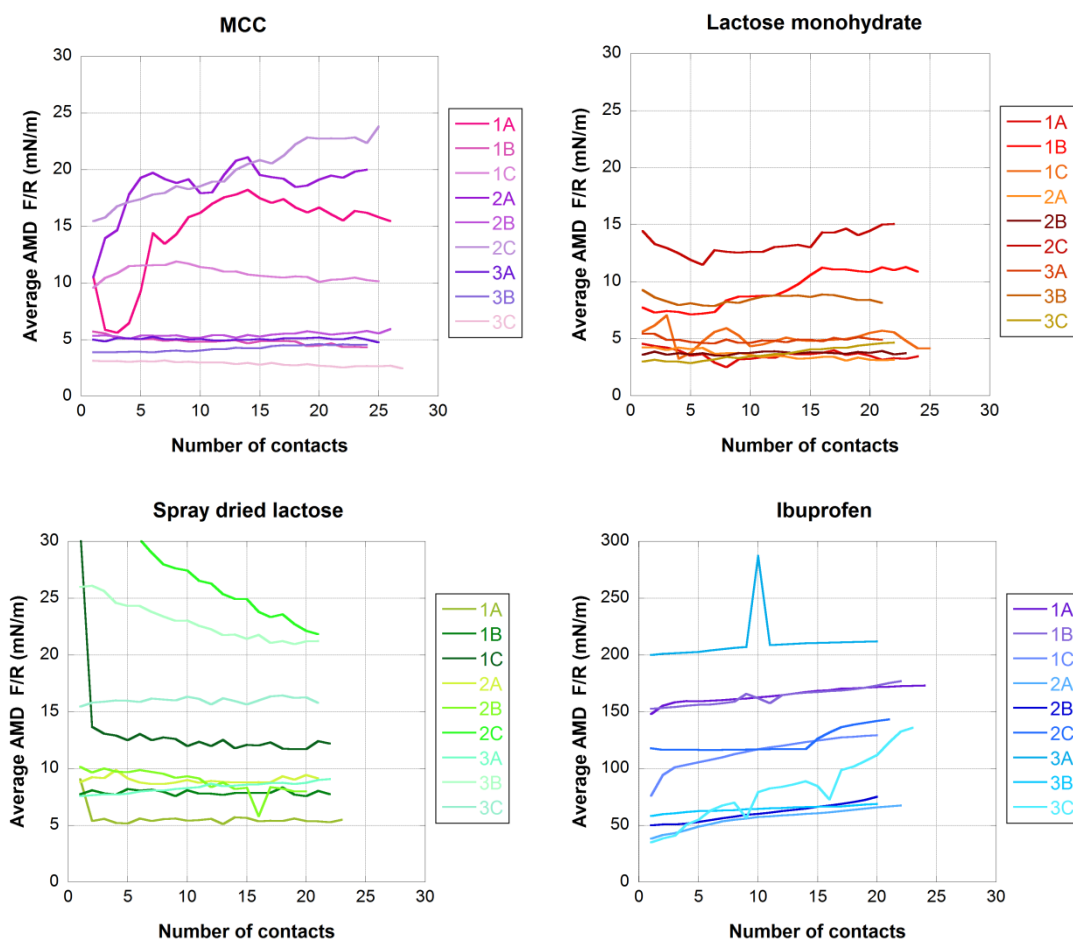 MCC
Average AMD F/R (mN/m)
30
25
20
15
10
5
0
0 5 10 15 20 25 30
Number of contacts
1A
1B
1C
2A
2B
2C
3A
3B
3C
Lactose monohydrate
Average AMD F/R (mN/m)
30
25
20
15
10
5
0
0 5 10 15 20 25 30
Number of contacts
1A
1B
1C
2A
2B
2C
3A
3B
3C
Spray dried lactose
Average AMD F/R (mN/m)
30
25
20
15
10
5
0
0 5 10 15 20 25 30
Number of contacts
1A
1B
1C
2A
2B
2C
3A
3B
3C
Ibuprofen
Average AMD F/R (mN/m)
300
250
200
150
100
50
0
0 5 10 15 20 25 30
Number of contacts
1A
1B
1C
2A
2B
2C
3A
3B
3C